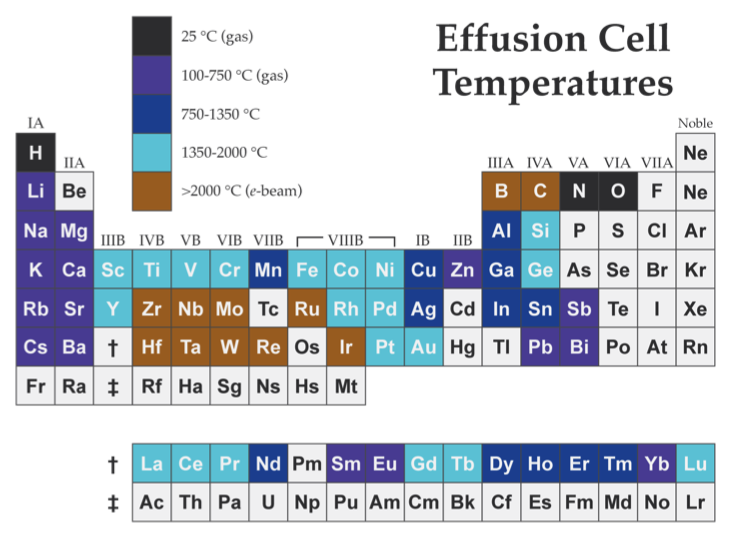 Effusion Cell
Temperatures
25 °C (gas)
100-750 °C (gas)
750-1350 °C
1350-2000 °C
>2000 °C (e-beam)
IA
Noble
H
IIA
IIIA IVA VA VIA VIIA
Ne
Li Be
B C N O F Ne
Na Mg
IIIB IVB VB VIB VIIB VIIIB IB IIB
Al Si P S Cl Ar
K Ca Sc Ti V Cr Mn Fe Co Ni Cu Zn Ga Ge As Se Br Kr
Rb Sr Y Zr Nb Mo Tc Ru Rh Pd Ag Cd In Sn Sb Te I Xe
Cs Ba † Hf Ta W Re Os Ir Pt Au Hg Tl Pb Bi Po At Rn
Fr Ra ‡ Rf Ha Sg Ns Hs Mt
† La Ce Pr Nd Pm Sm Eu Gd Tb Dy Ho Er Tm Yb Lu
‡ Ac Th Pa U Np Pu Am Cm Bk Cf Es Fm Md No Lr